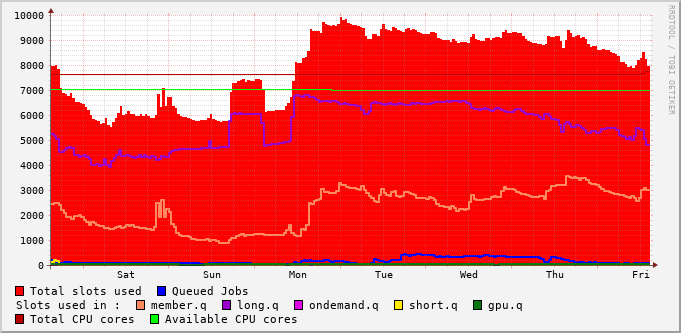 10000
9000
8000
7000
6000
5000
4000
3000
2000
1000
0
Sat Sun Mon Tue Wed Thu Fri
Total slots used Queued Jobs
Slots used in : member.q long.q ondemand.q short.q gpu.q
Total CPU cores Available CPU cores
RRDTOOL / TOBI OETIKER